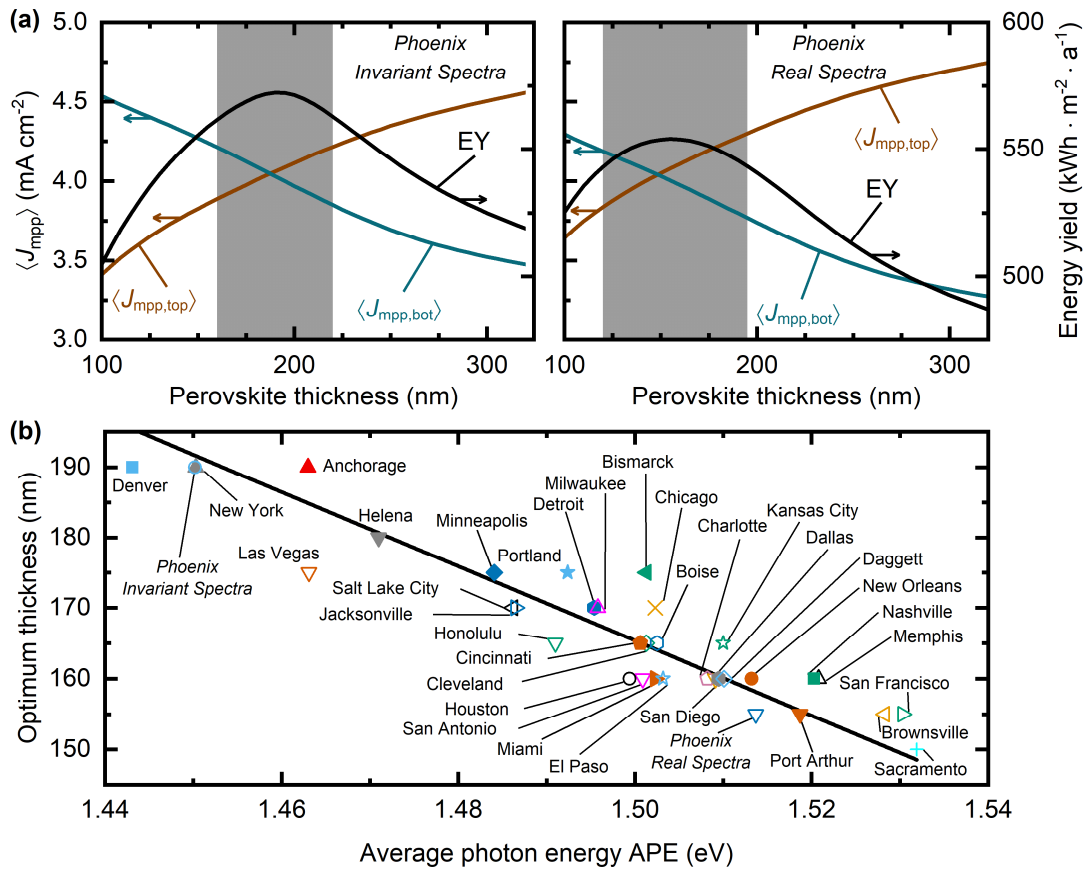 (a)
5.0
4.5
4.0
3.5
3.0
⟨Jmpp⟩ (mA cm-2)
Phoenix
Invariant Spectra
EY
⟨Jmpp,top⟩
⟨Jmpp,bot⟩
100
200
300
Perovskite thickness (nm)
Phoenix
Real Spectra
⟨Jmpp,top⟩
EY
⟨Jmpp,bot⟩
100
200
300
Perovskite thickness (nm)
600
550
500
Energy yield (kWh · m-2 · a-1)
(b)
190
180
170
160
150
Optimum thickness (nm)
Denver
New York
Anchorage
Phoenix
Invariant Spectra
Helena
Las Vegas
Minneapolis
Portland
Detroit
Milwaukee
Bismarck
Chicago
Charlotte
Kansas City
Dallas
Daggett
New Orleans
Nashville
Memphis
Salt Lake City
Jacksonville
Boise
Honolulu
Cincinnati
Cleveland
Houston
San Antonio
Miami
El Paso
San Diego
Phoenix
Real Spectra
Port Arthur
San Francisco
Brownsville
Sacramento
1.44
1.46
1.48
1.50
1.52
1.54
Average photon energy APE (eV)